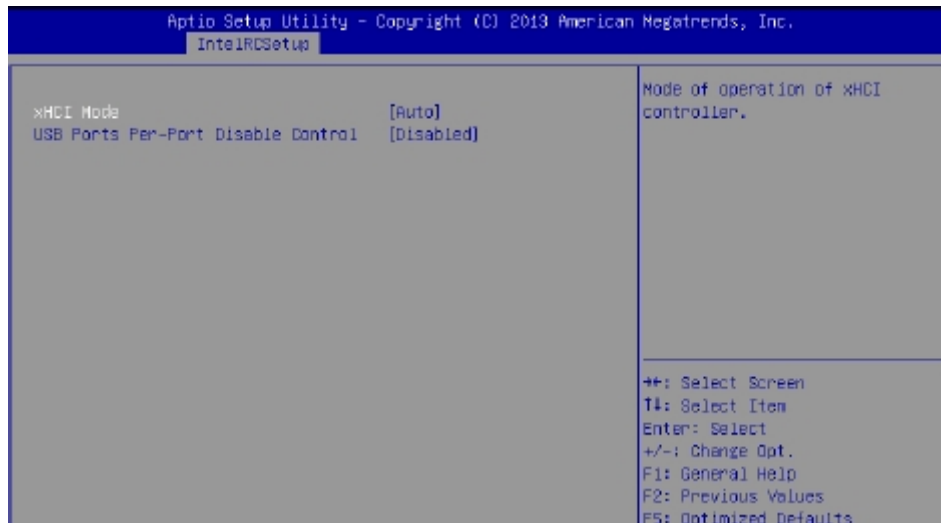 Aptio Setup Utility - Copyright (C) 2013 American Megatrends, Inc.
IntelRCSetup
xHCI Mode [Auto]
USB Ports Per-Port Disable Control [Disabled]
Mode of operation of xHCI
controller.
→←: Select Screen
↑↓: Select Item
Enter: Select
+/-: Change Opt.
F1: General Help
F2: Previous Values
F5: Optimized Defaults